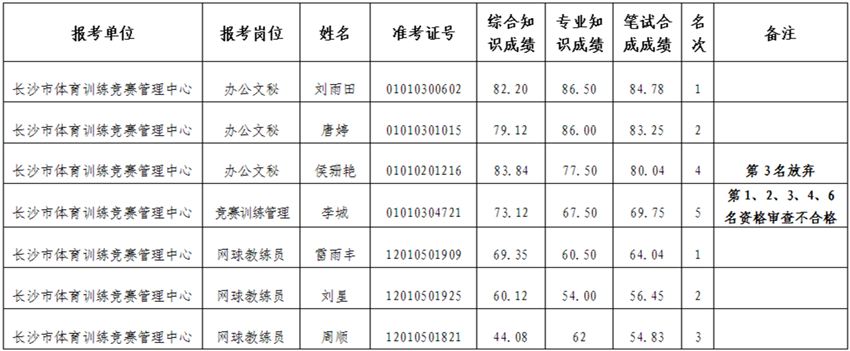 报考单位 报考岗位 姓名 准考证号 综合知识成绩 专业知识成绩 笔试合成成绩 名次 备注
长沙市体育训练竞赛管理中心 办公文秘 刘雨田 01010300602 82.20 86.50 84.78 1
长沙市体育训练竞赛管理中心 办公文秘 唐婷 01010301015 79.12 86.00 83.25 2
长沙市体育训练竞赛管理中心 办公文秘 侯珊艳 01010201216 83.84 77.50 80.04 4 第3名放弃
长沙市体育训练竞赛管理中心 竞赛训练管理 李城 01010304721 73.12 67.50 69.75 5 第1、2、3、4、6名资格审查不合格
长沙市体育训练竞赛管理中心 网球教练员 雷雨丰 12010501909 69.35 60.50 64.04 1
长沙市体育训练竞赛管理中心 网球教练员 刘星 12010501925 60.12 54.00 56.45 2
长沙市体育训练竞赛管理中心 网球教练员 周顺 12010501821 44.08 62 54.83 3